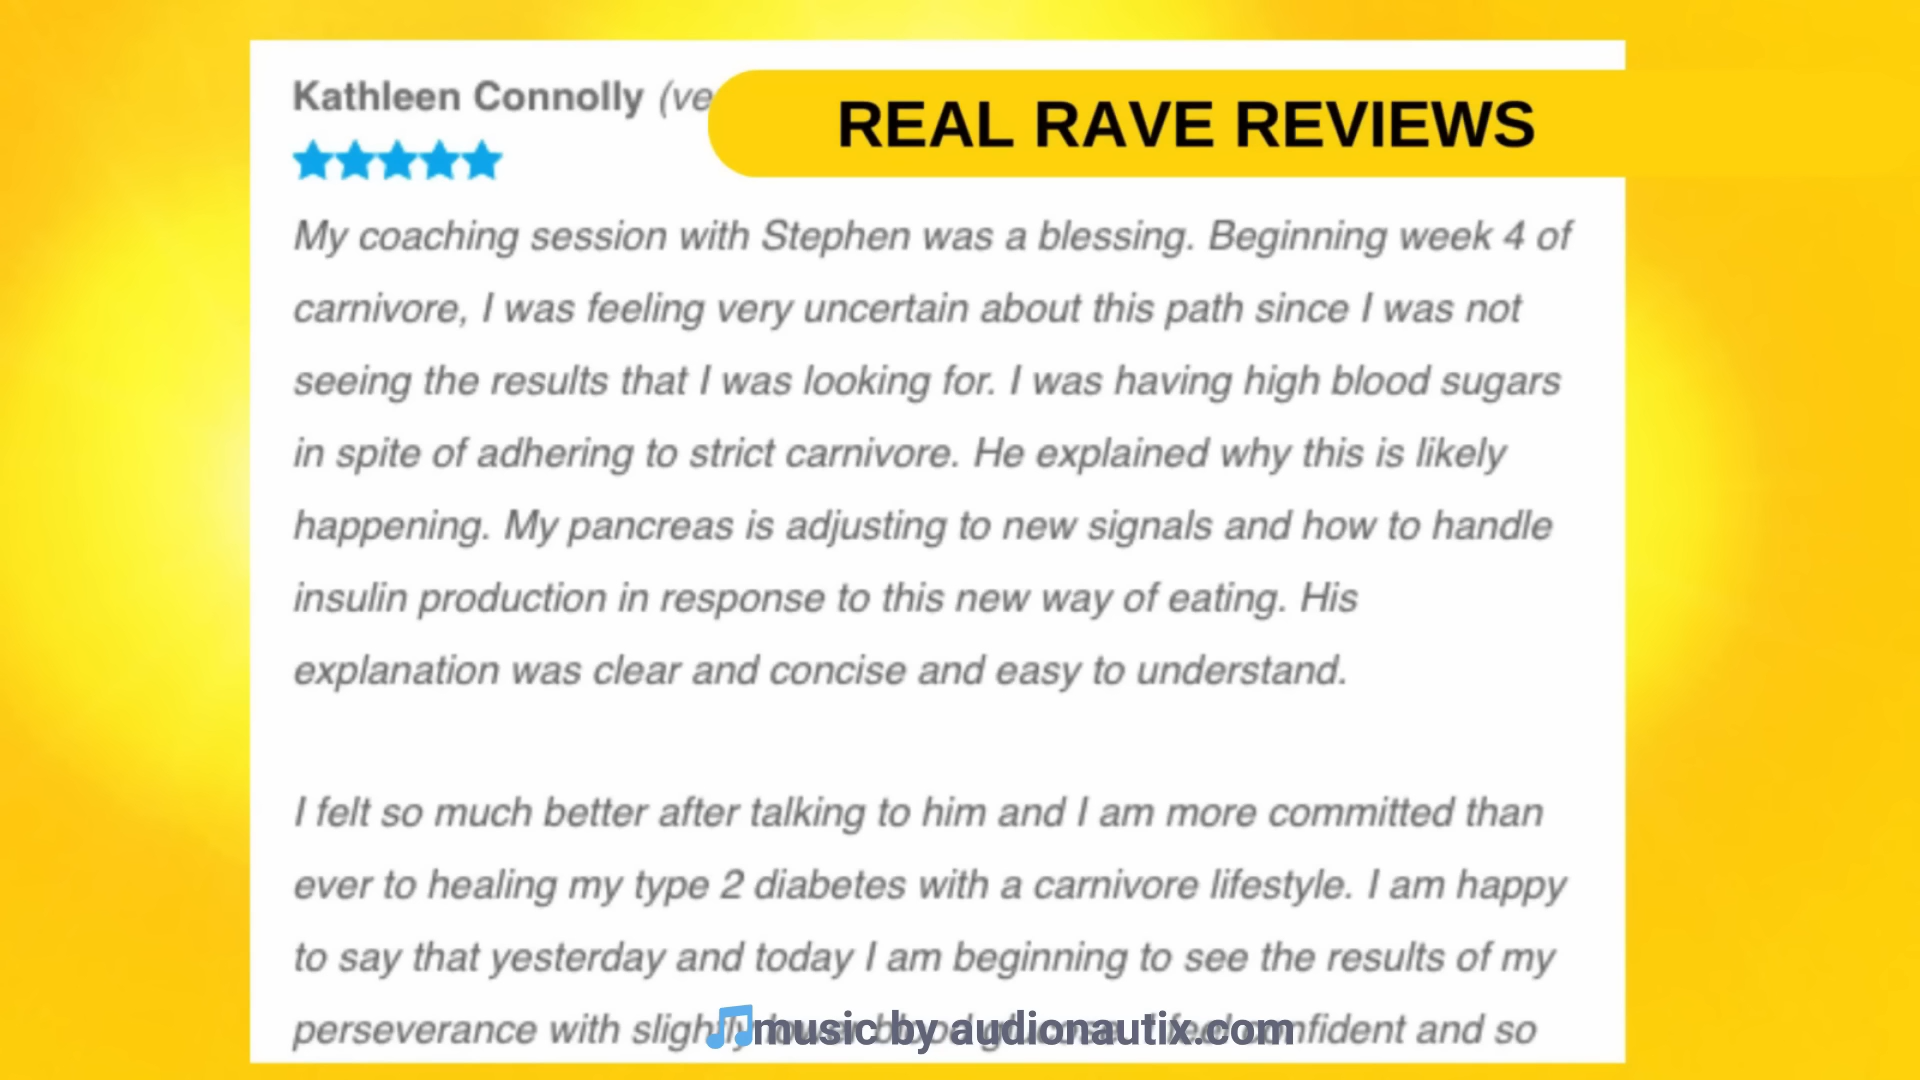 Kathleen Connolly (ve
REAL RAVE REVIEWS
My coaching session with Stephen was a blessing. Beginning week 4 of
carnivore, I was feeling very uncertain about this path since I was not
seeing the results that I was looking for. I was having high blood sugars
in spite of adhering to strict carnivore. He explained why this is likely
happening. My pancreas is adjusting to new signals and how to handle
insulin production in response to this new way of eating. His
explanation was clear and concise and easy to understand.
I felt so much better after talking to him and I am more committed than
ever to healing my type 2 diabetes with a carnivore lifestyle. I am happy
to say that yesterday and today I am beginning to see the results of my
perseverance with slightly lower blood glucose. I feel confident and so
music by audionautix.com